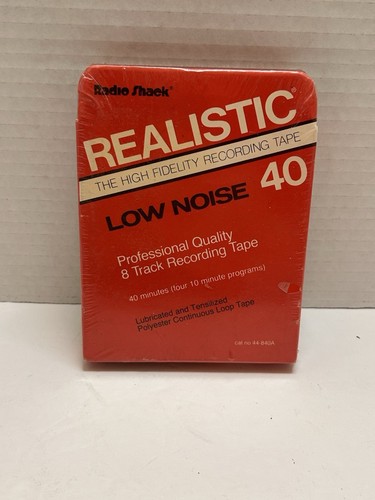 Radio Shack®
REALISTIC®
THE HIGH FIDELITY RECORDING TAPE
LOW NOISE 40
Professional Quality
8 Track Recording Tape
40 minutes (four 10 minute programs)
Lubricated and Tensilized
Polyester Continuous Loop Tape
cat no 44-840A